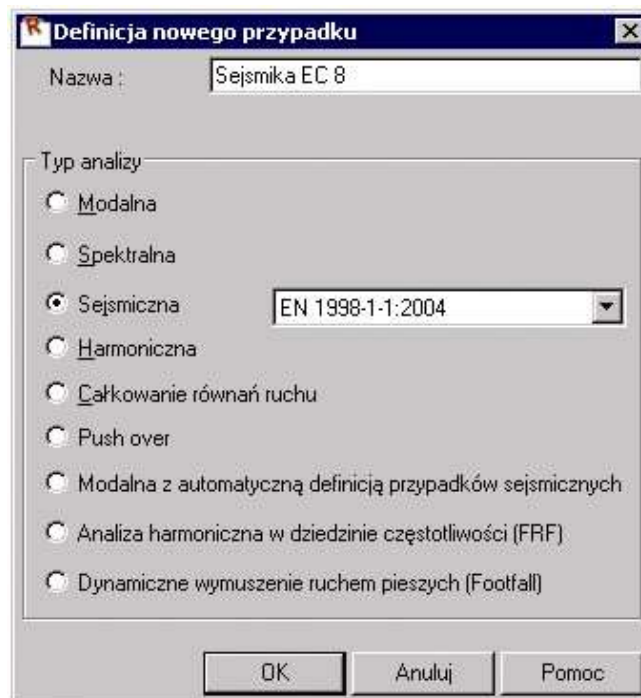 Definicja nowego przypadku
Nazwa : Sejsmika EC 8
Typ analizy
Modalna
Spektralna
Sejsmiczna EN 1998-1-1:2004
Harmoniczna
Całkowanie równań ruchu
Push over
Modalna z automatyczną definicją przypadków sejsmicznych
Analiza harmoniczna w dziedzinie częstotliwości (FRF)
Dynamiczne wymuszenie ruchem pieszych (Footfall)
OK Anuluj Pomoc